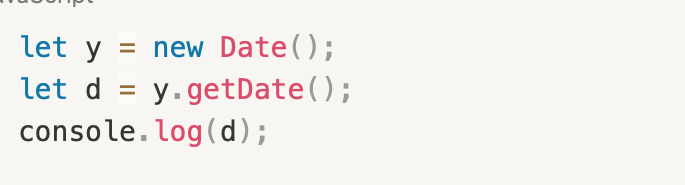 let y = new Date();
let d = y.getDate();
console.log(d);